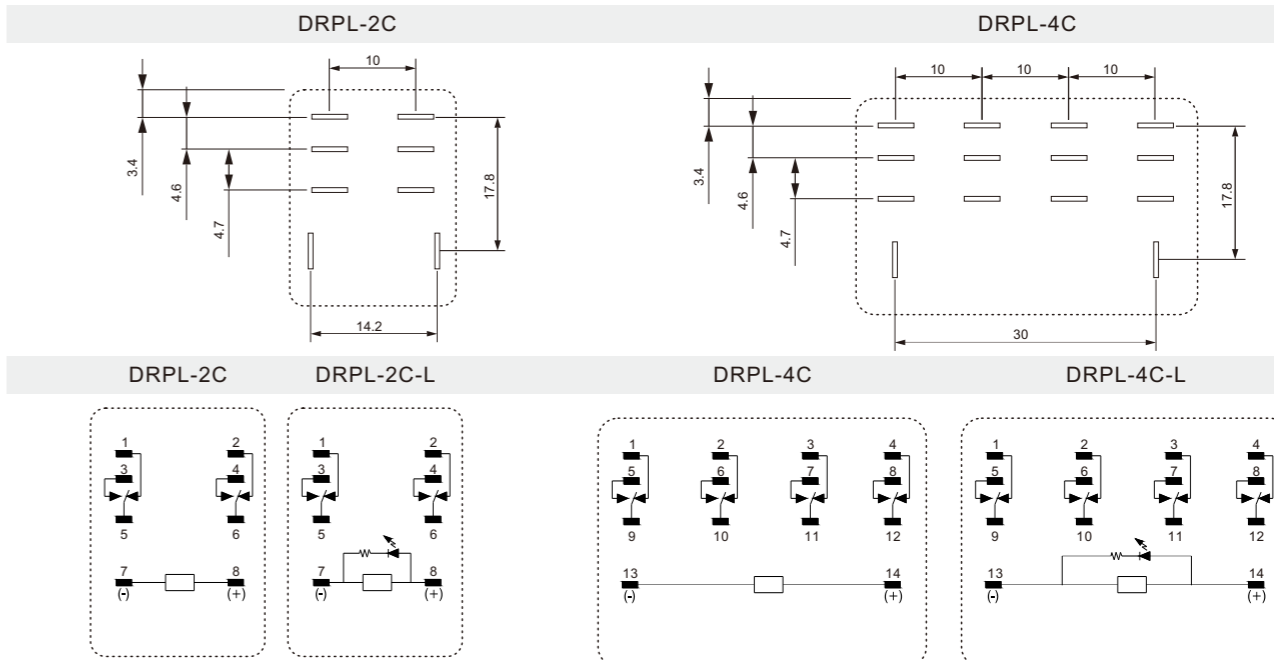 DRPL-2C DRPL-4C
10 10 10 10
3.4 4.6 4.7 17.8 3.4 4.6 4.7 17.8
14.2 30
DRPL-2C DRPL-2C-L DRPL-4C DRPL-4C-L
1 2 1 2 1 2 3 4 1 2 3 4
3 4 3 4 5 6 7 8 5 6 7 8
5 6 5 6 9 10 11 12 9 10 11 12
7 8 7 8 13 14 13 14
(-) (+) (-) (+) (-) (+) (-) (+)